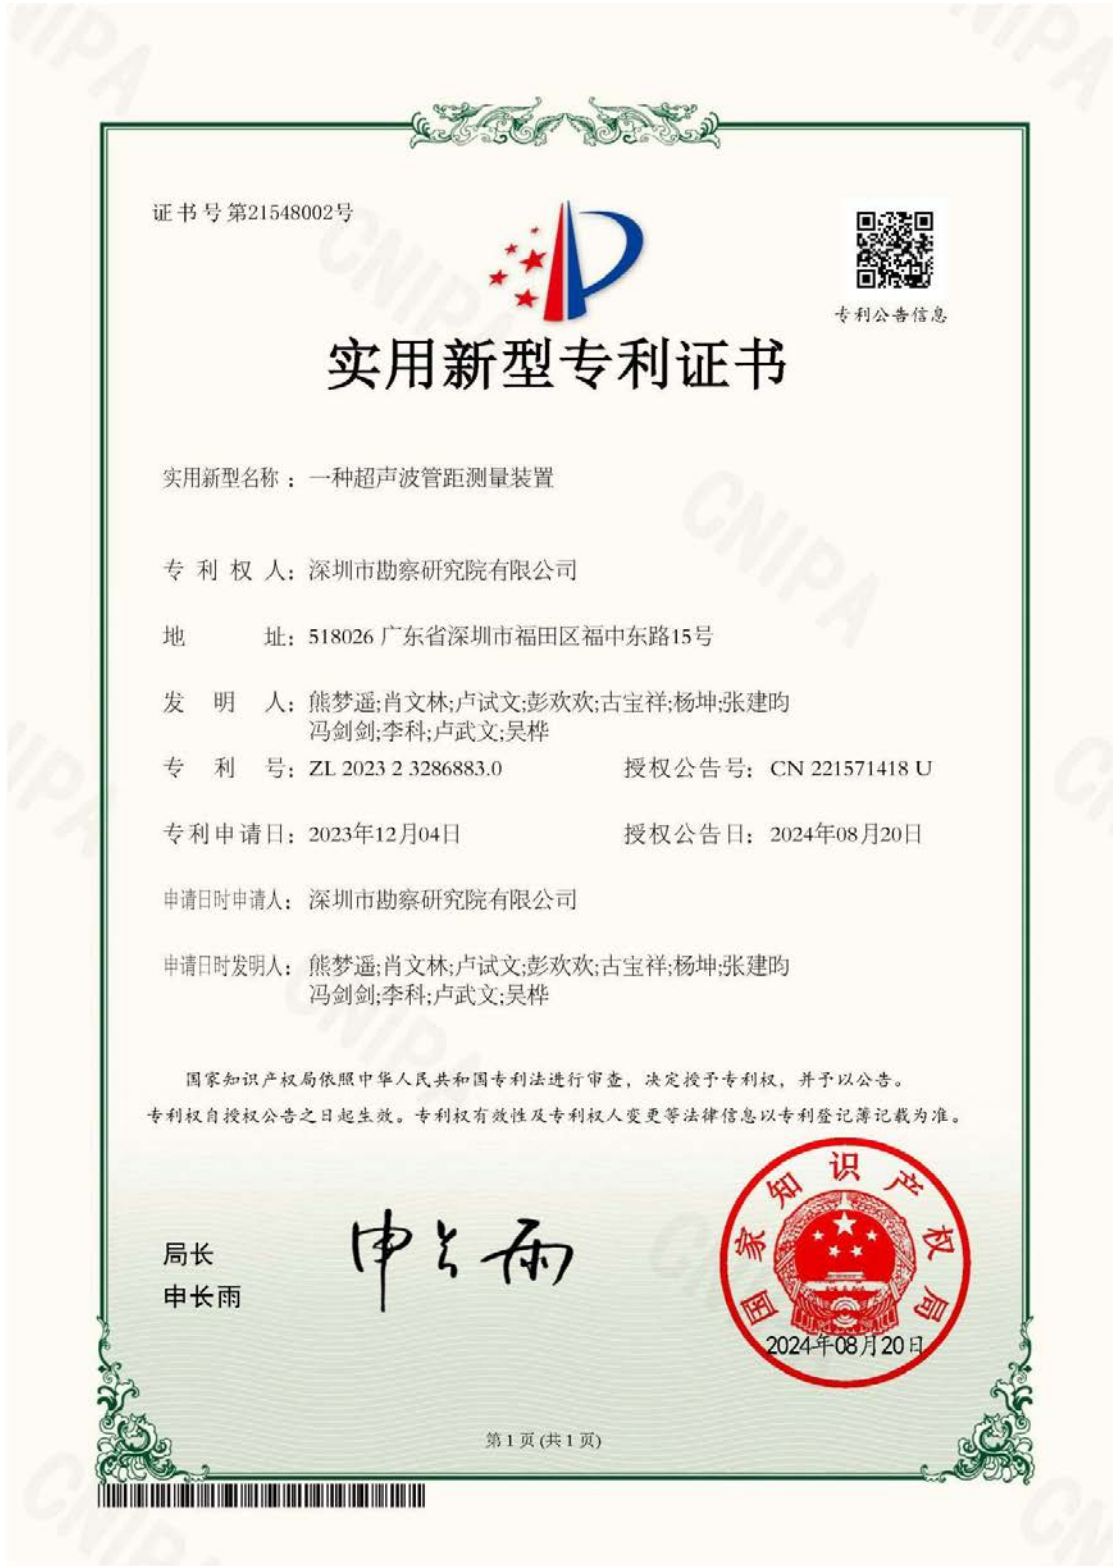 证书号第21548002号
专利公告信息
实用新型专利证书
实用新型名称：一种超声波管距测量装置
专利权人：深圳市勘察研究院有限公司
地址：518026 广东省深圳市福田区福中东路15号
发明人：熊梦遥;肖文林;卢试文;彭欢欢;古宝祥;杨坤;张建昀
冯剑剑;李科;卢武文;吴桦
专利号：ZL 2023 2 3286883.0 授权公告号：CN 221571418 U
专利申请日：2023年12月04日 授权公告日：2024年08月20日
申请日时申请人：深圳市勘察研究院有限公司
申请日时发明人：熊梦遥;肖文林;卢试文;彭欢欢;古宝祥;杨坤;张建昀
冯剑剑;李科;卢武文;吴桦
国家知识产权局依照中华人民共和国专利法进行审查，决定授予专利权，并予以公告。
专利权自授权公告之日起生效。专利权有效性及专利权人变更等法律信息以专利登记簿记载为准。
局长
申长雨
申长雨
国家知识产权局
2024年08月20日
第 1 页 (共 1 页)
CNIPA
CNIPA
CNIPA
CNIPA
CNIPA
CNIPA